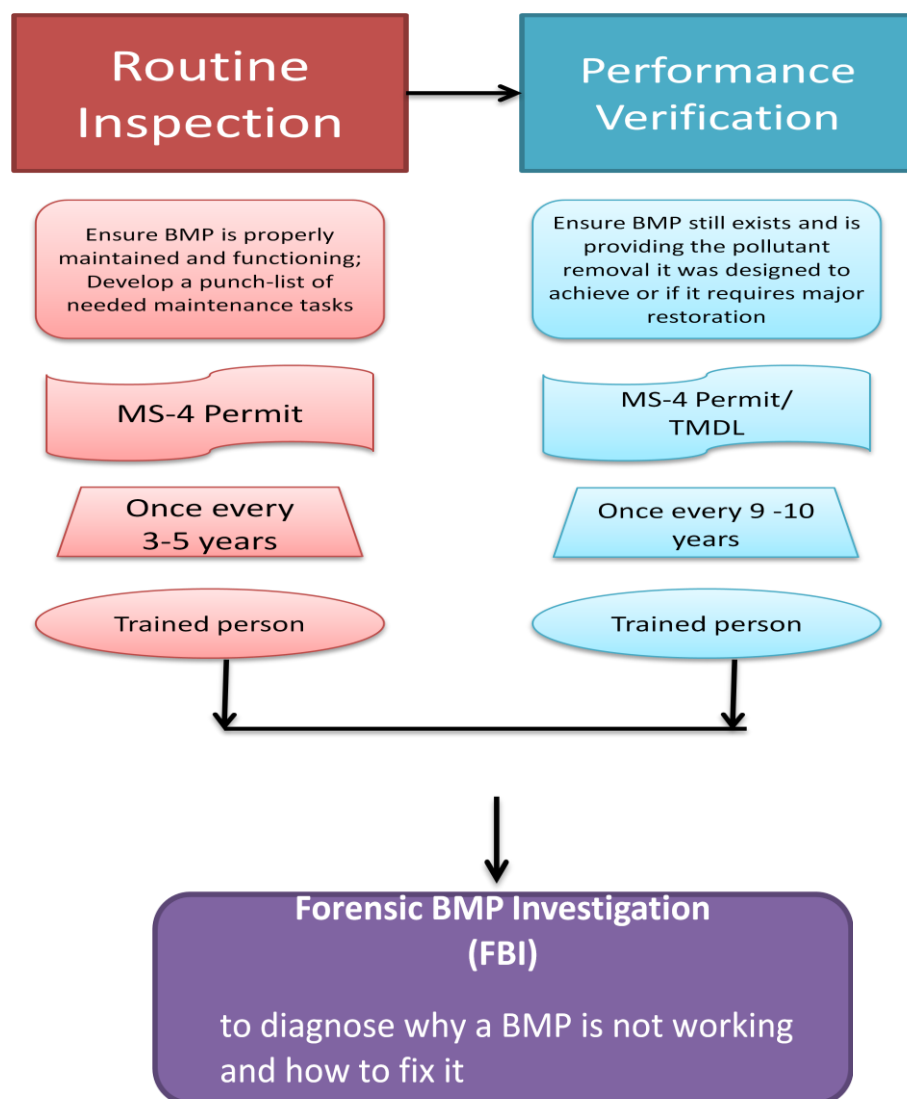 Routine
Inspection
Performance
Verification
Ensure BMP is properly
maintained and functioning;
Develop a punch-list of
needed maintenance tasks
Ensure BMP still exists and is
providing the pollutant
removal it was designed to
achieve or if it requires major
restoration
MS-4 Permit
MS-4 Permit/
TMDL
Once every
3-5 years
Once every 9 -10
years
Trained person
Trained person
Forensic BMP Investigation
(FBI)
to diagnose why a BMP is not working
and how to fix it